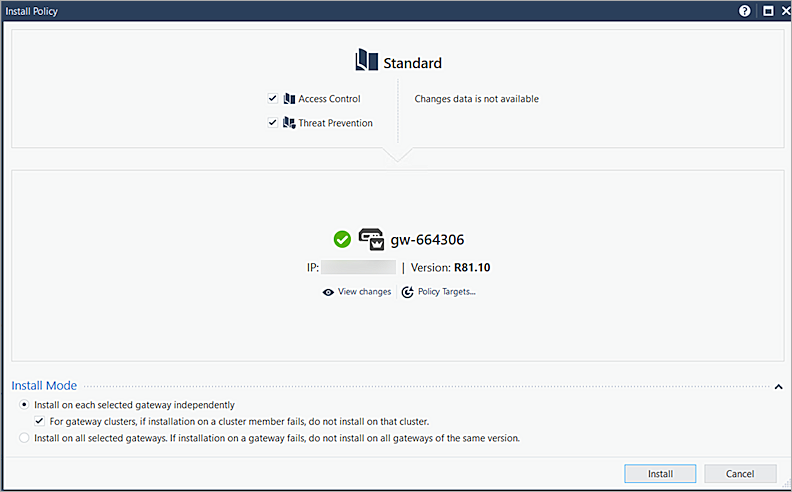 Install Policy
Standard
Access Control
Changes data is not available
Threat Prevention
gw-664306
IP: | Version: R81.10
View changes
Policy Targets...
Install Mode
Install on each selected gateway independently
For gateway clusters, if installation on a cluster member fails, do not install on that cluster.
Install on all selected gateways. If installation on a gateway fails, do not install on all gateways of the same version.
Install
Cancel